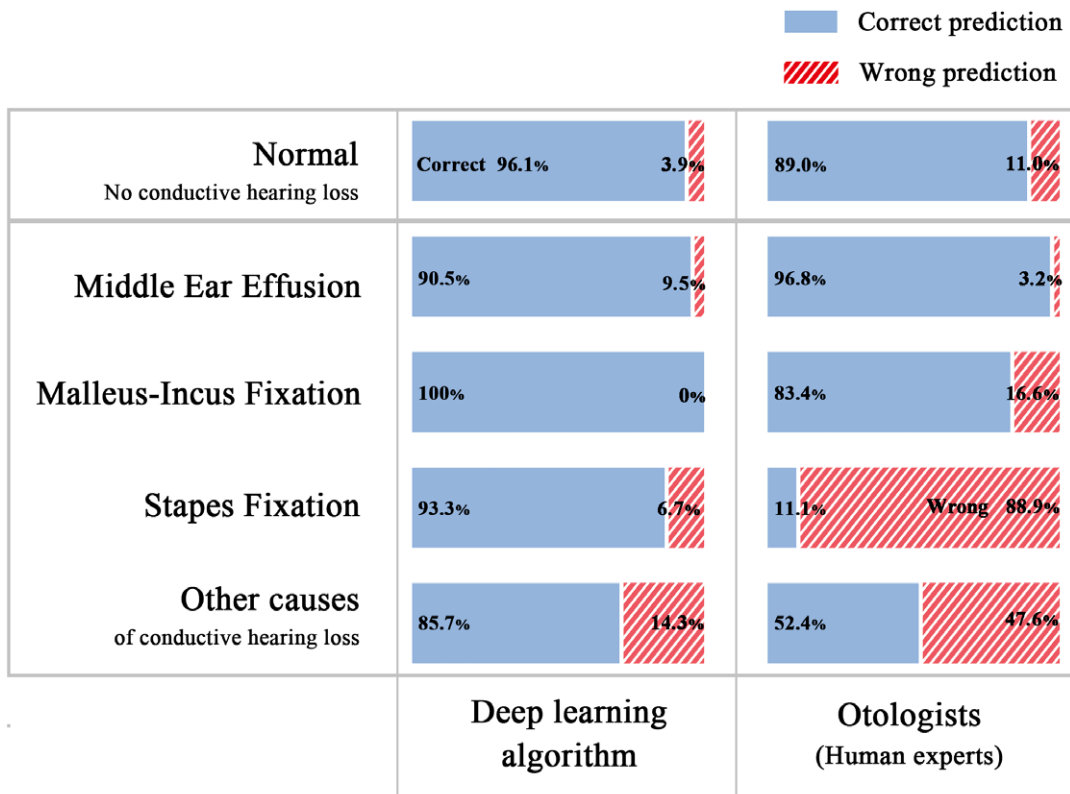 Correct prediction
Wrong prediction
Normal
No conductive hearing loss
Correct 96.1% 3.9%
89.0% 11.0%
Middle Ear Effusion
90.5% 9.5%
96.8% 3.2%
Malleus-Incus Fixation
100% 0%
83.4% 16.6%
Stapes Fixation
93.3% 6.7%
11.1% Wrong 88.9%
Other causes
of conductive hearing loss
85.7% 14.3%
52.4% 47.6%
Deep learning
algorithm
Otologists
(Human experts)